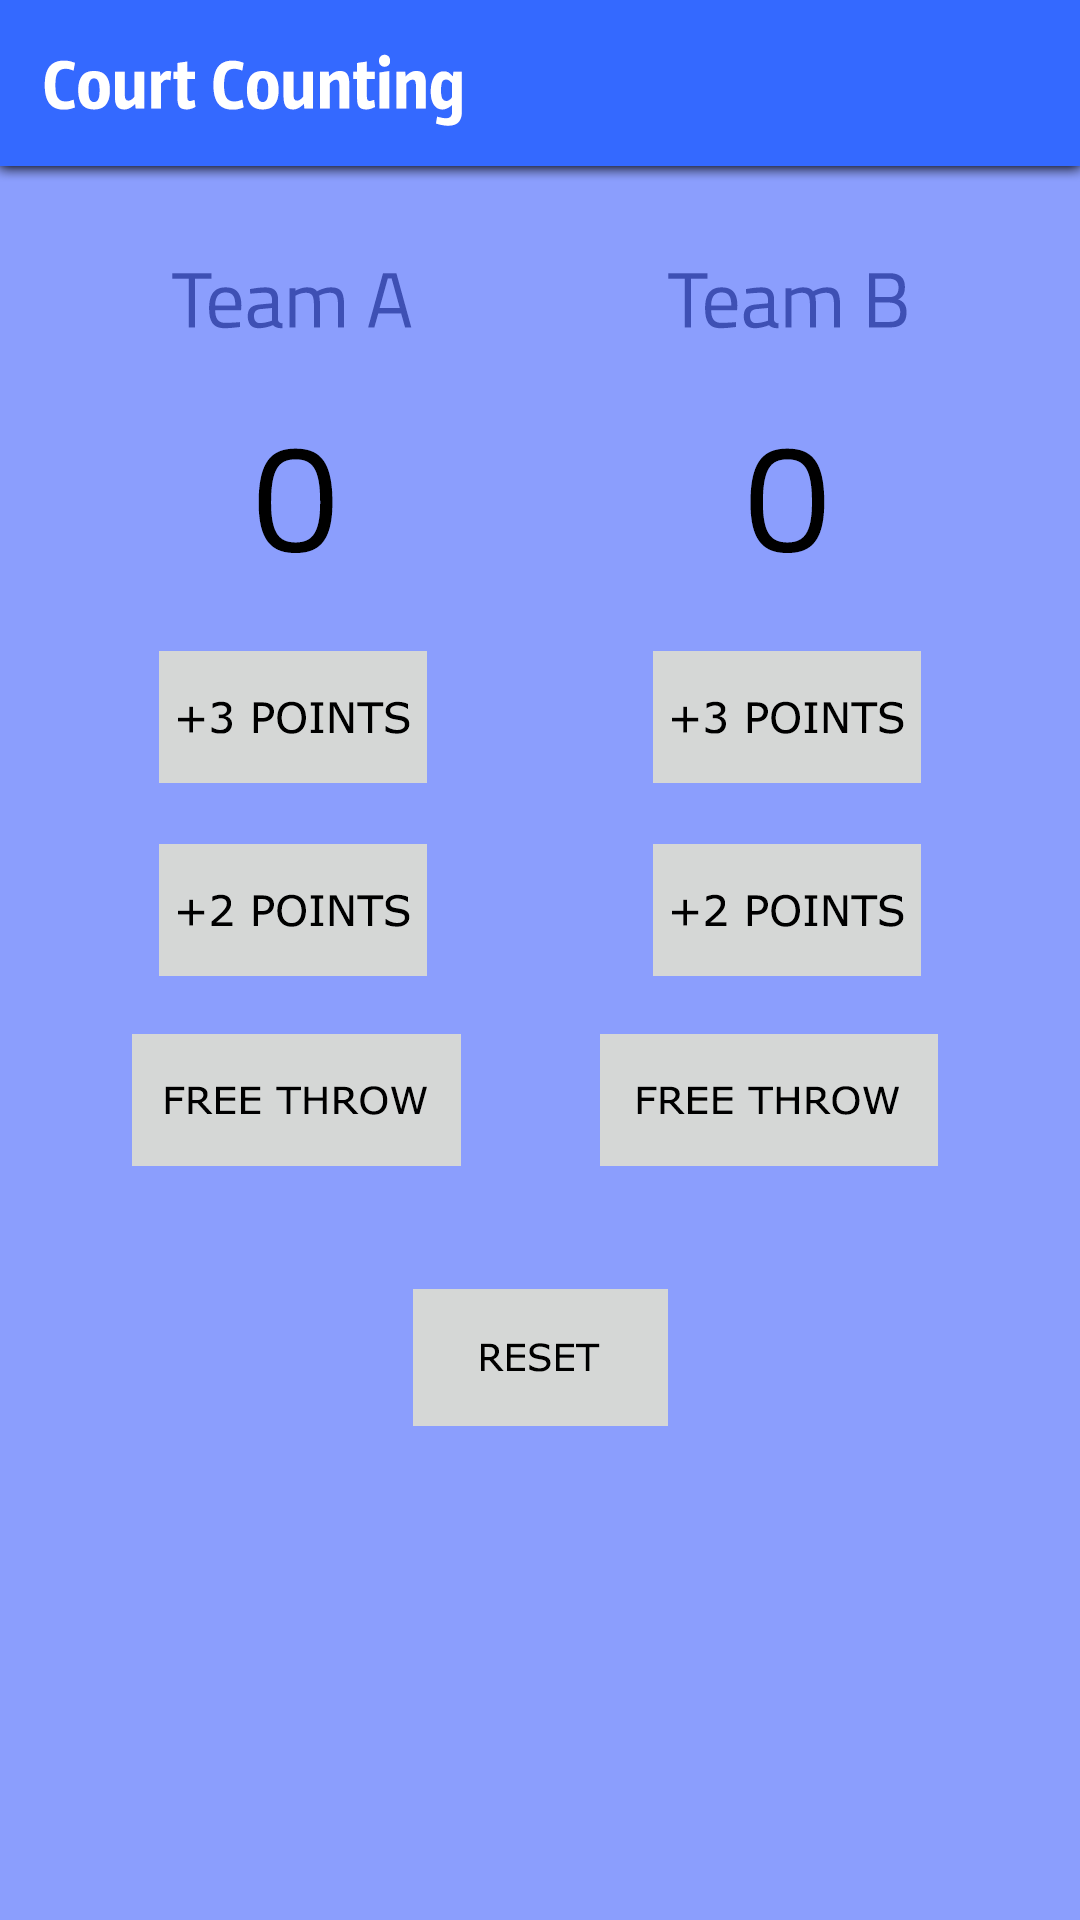 Court Counting
Team A Team B
0 0
+3 POINTS +3 POINTS
+2 POINTS +2 POINTS
FREE THROW FREE THROW
RESET